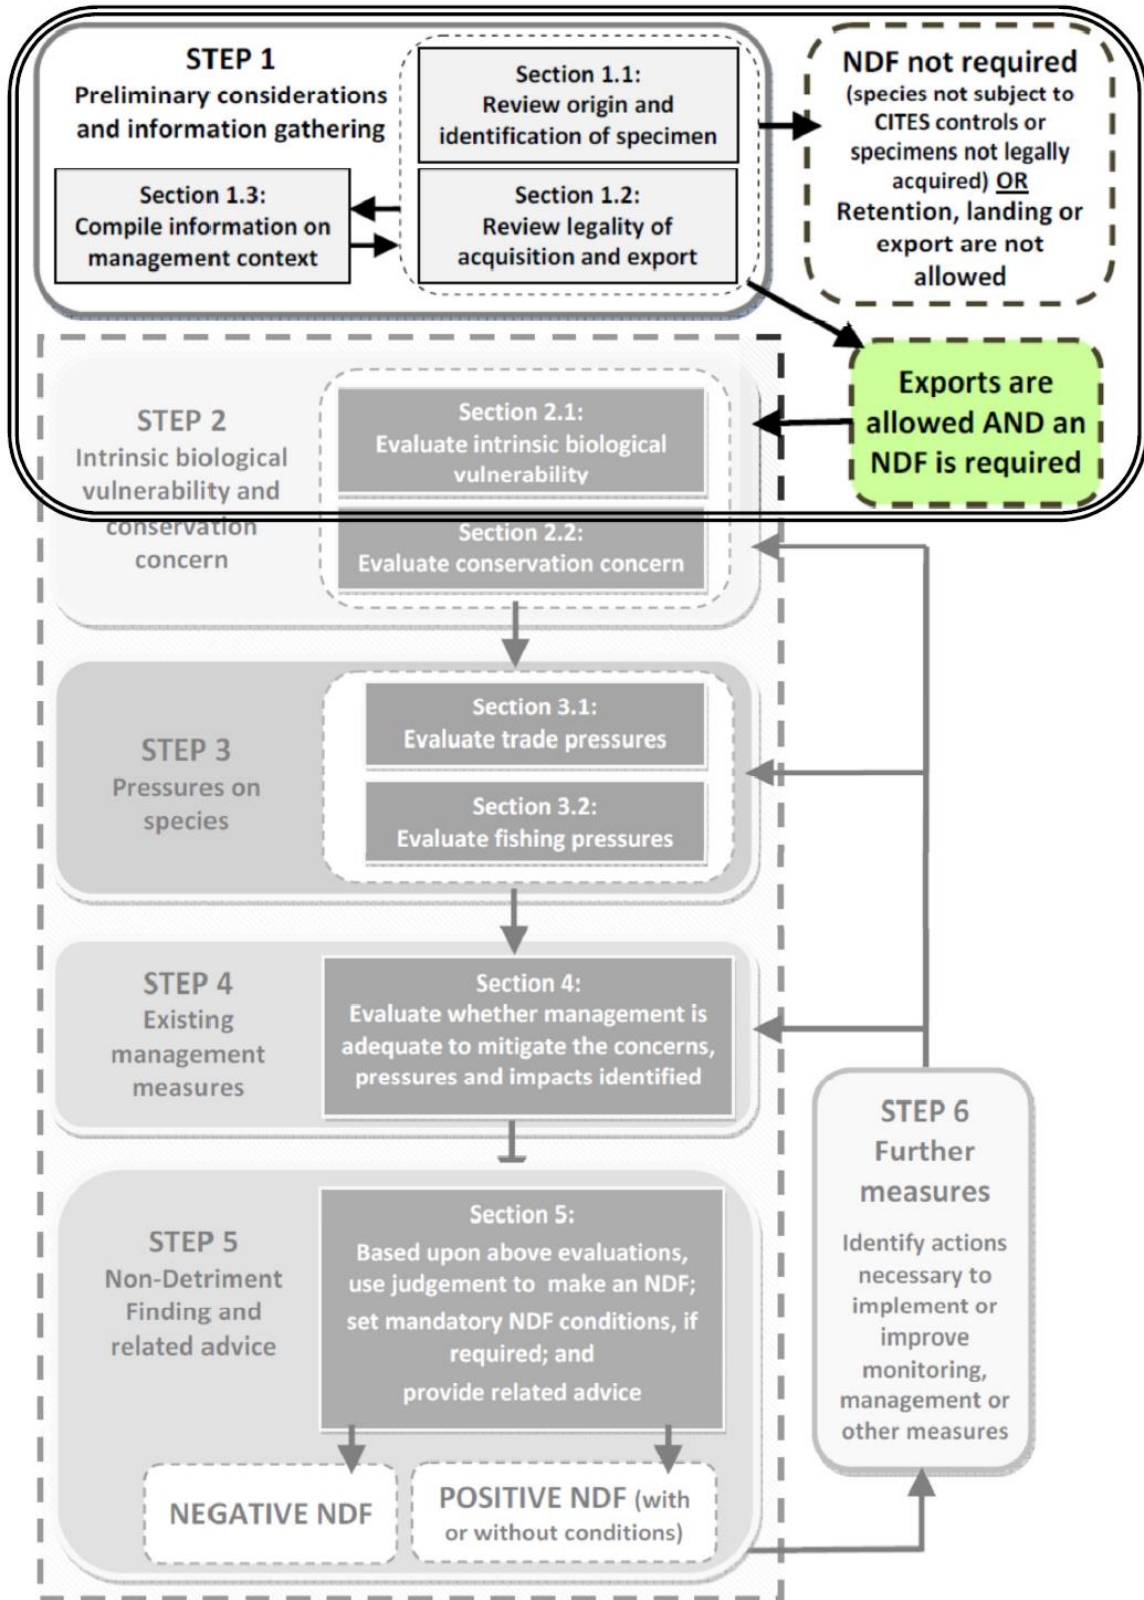 STEP 1
Preliminary considerations
and information gathering
Section 1.1:
Review origin and
identification of specimen
Section 1.3:
Compile information on
management context
Section 1.2:
Review legality of
acquisition and export
NDF not required
(species not subject to
CITES controls or
specimens not legally
acquired) OR
Retention, landing or
export are not
allowed
Exports are
allowed AND an
NDF is required
STEP 2
Intrinsic biological
vulnerability and
conservation
concern
Section 2.1:
Evaluate intrinsic biological
vulnerability
Section 2.2:
Evaluate conservation concern
STEP 3
Pressures on
species
Section 3.1:
Evaluate trade pressures
Section 3.2:
Evaluate fishing pressures
STEP 4
Existing
management
measures
Section 4:
Evaluate whether management is
adequate to mitigate the concerns,
pressures and impacts identified
STEP 5
Non-Detriment
Finding and
related advice
Section 5:
Based upon above evaluations,
use judgement to make an NDF;
set mandatory NDF conditions, if
required; and
provide related advice
NEGATIVE NDF
POSITIVE NDF (with
or without conditions)
STEP 6
Further
measures
Identify actions
necessary to
implement or
improve
monitoring,
management or
other measures